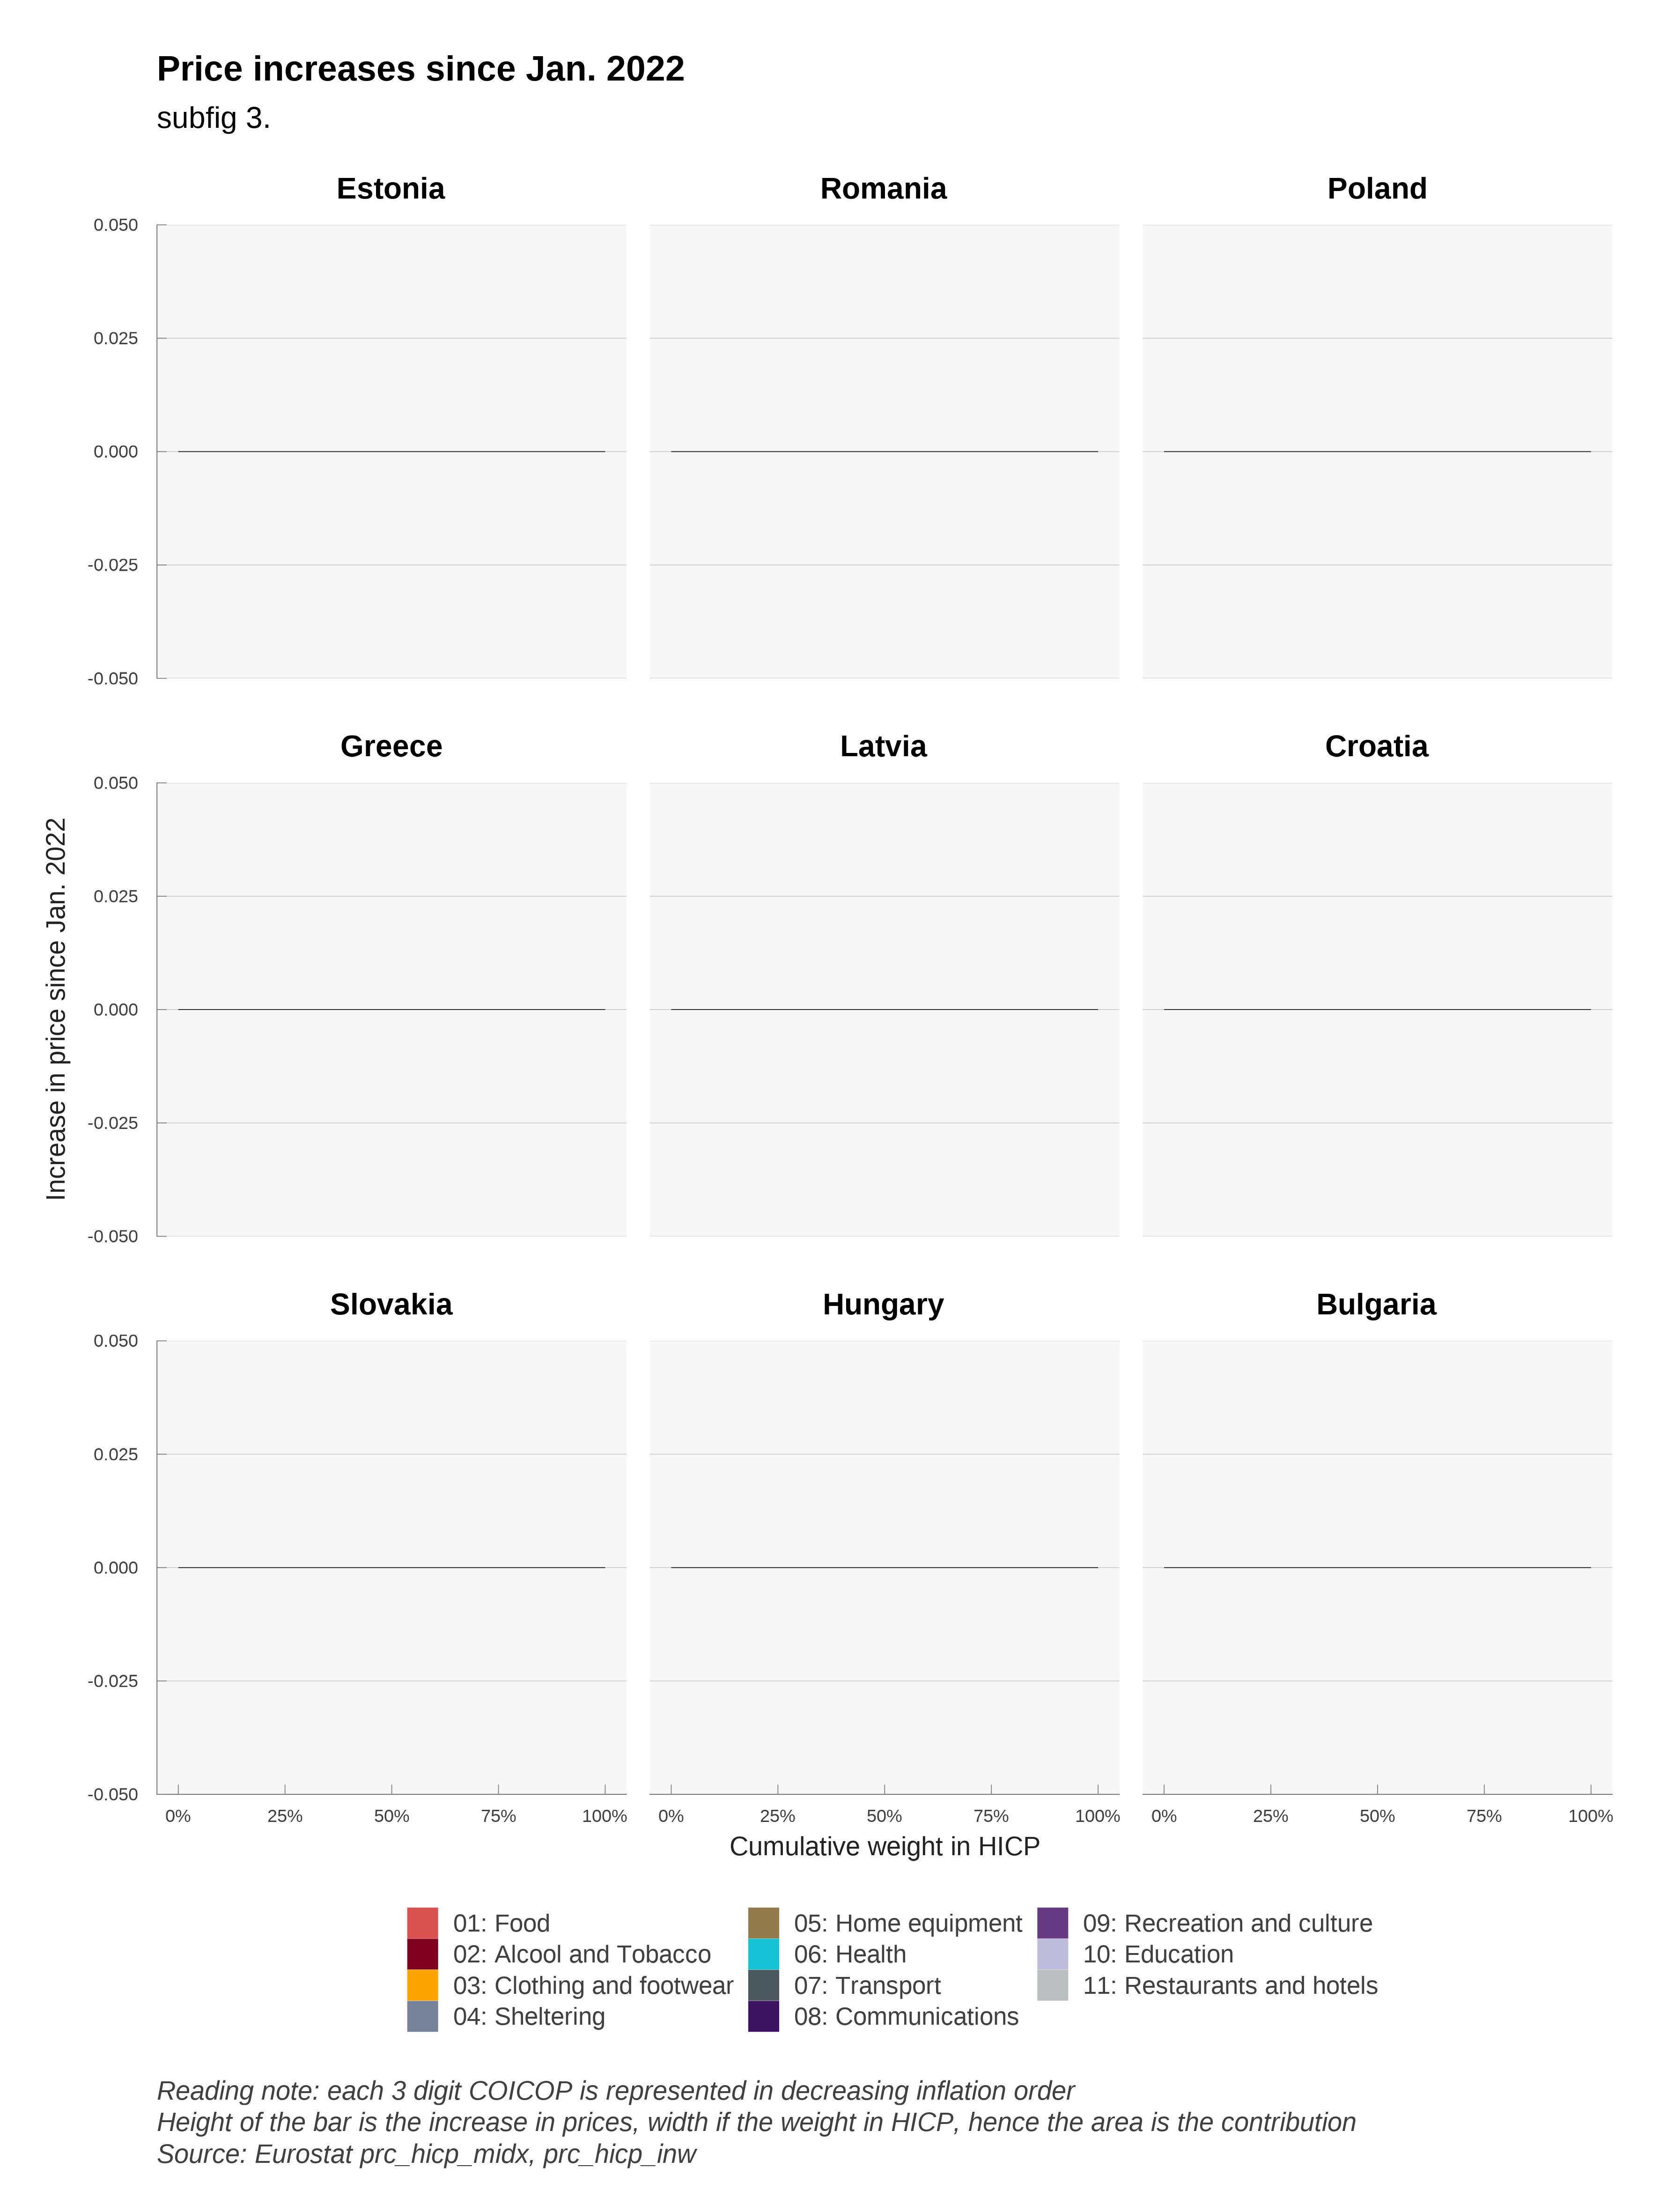 Price increases since Jan. 2022
subfig 3.
Estonia
Romania
Poland
0.050
0.025
0.000
-0.025
-0.050
Greece
Latvia
Croatia
0.050
0.025
0.000
-0.025
-0.050
Increase in price since Jan. 2022
Slovakia
Hungary
Bulgaria
0.050
0.025
0.000
-0.025
-0.050
0% 25% 50% 75% 100%
0% 25% 50% 75% 100%
0% 25% 50% 75% 100%
Cumulative weight in HICP
01: Food
02: Alcool and Tobacco
03: Clothing and footwear
04: Sheltering
05: Home equipment
06: Health
07: Transport
08: Communications
09: Recreation and culture
10: Education
11: Restaurants and hotels
Reading note: each 3 digit COICOP is represented in decreasing inflation order
Height of the bar is the increase in prices, width if the weight in HICP, hence the area is the contribution
Source: Eurostat prc_hicp_midx, prc_hicp_inw